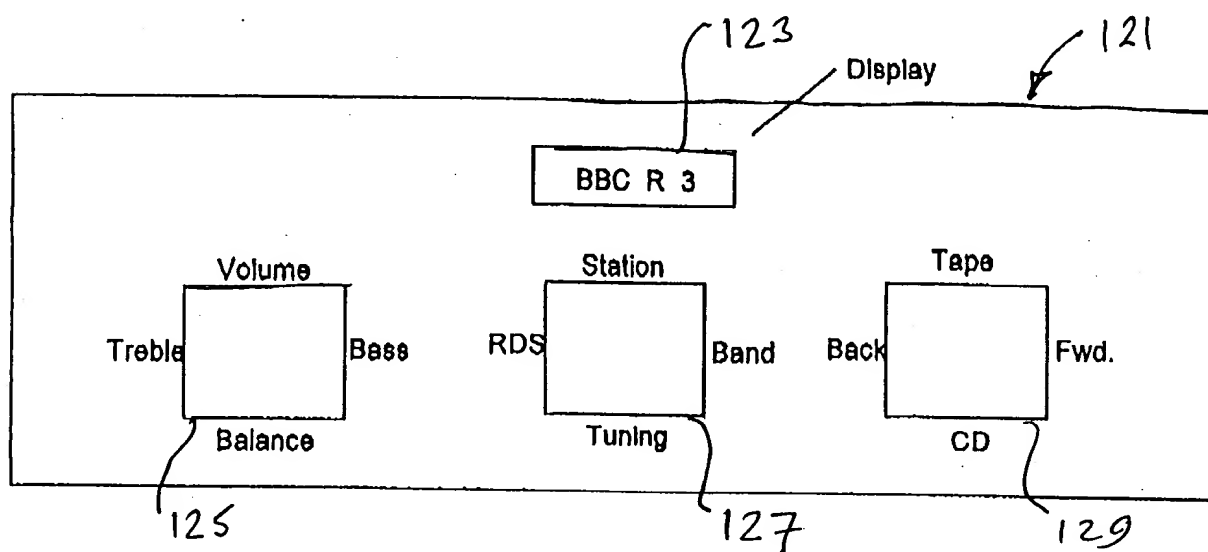 123
121
Display
BBC R 3
Volume
Station
Tape
Treble
Bass
RDS
Band
Back
Fwd.
Balance
Tuning
CD
125
127
129